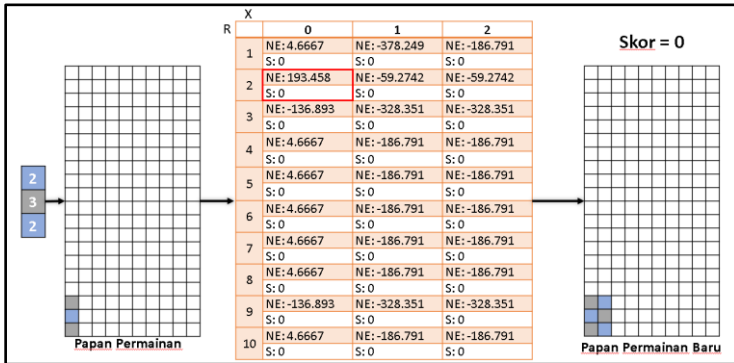 X
R 0 1 2
1 NE: 4.6667 NE: -378.249 NE: -186.791
S: 0 S: 0 S: 0
2 NE: 193.458 NE: -59.2742 NE: -59.2742
S: 0 S: 0 S: 0
3 NE: -136.893 NE: -328.351 NE: -328.351
S: 0 S: 0 S: 0
4 NE: 4.6667 NE: -186.791 NE: -186.791
S: 0 S: 0 S: 0
5 NE: 4.6667 NE: -186.791 NE: -186.791
S: 0 S: 0 S: 0
6 NE: 4.6667 NE: -186.791 NE: -186.791
S: 0 S: 0 S: 0
7 NE: 4.6667 NE: -186.791 NE: -186.791
S: 0 S: 0 S: 0
8 NE: 4.6667 NE: -186.791 NE: -186.791
S: 0 S: 0 S: 0
9 NE: -136.893 NE: -328.351 NE: -328.351
S: 0 S: 0 S: 0
10 NE: 4.6667 NE: -186.791 NE: -186.791
S: 0 S: 0 S: 0
2
3
2
Papan Permainan
Skor = 0
Papan Permainan Baru